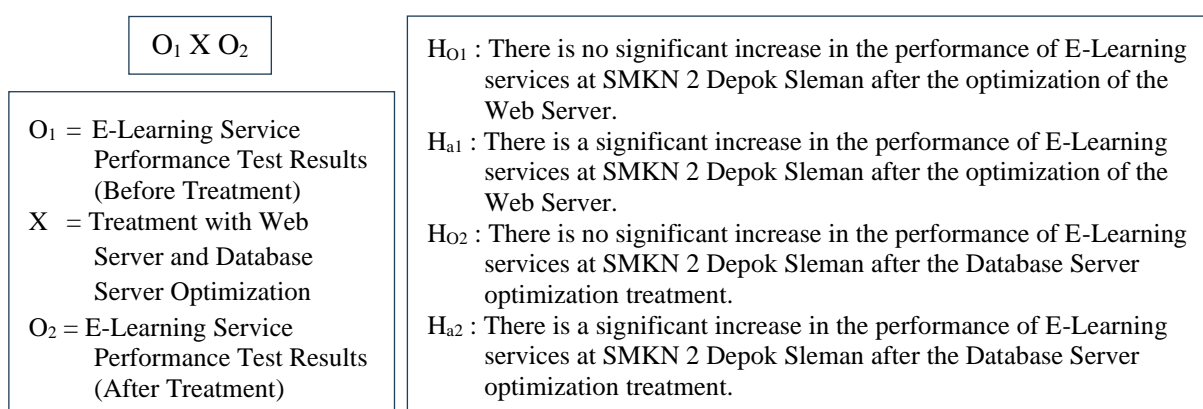 O₁ X O₂
O₁ = E-Learning Service
Performance Test Results
(Before Treatment)
X = Treatment with Web
Server and Database
Server Optimization
O₂ = E-Learning Service
Performance Test Results
(After Treatment)
H_O1 : There is no significant increase in the performance of E-Learning
services at SMKN 2 Depok Sleman after the optimization of the
Web Server.
H_a1 : There is a significant increase in the performance of E-Learning
services at SMKN 2 Depok Sleman after the optimization of the
Web Server.
H_O2 : There is no significant increase in the performance of E-Learning
services at SMKN 2 Depok Sleman after the Database Server
optimization treatment.
H_a2 : There is a significant increase in the performance of E-Learning
services at SMKN 2 Depok Sleman after the Database Server
optimization treatment.